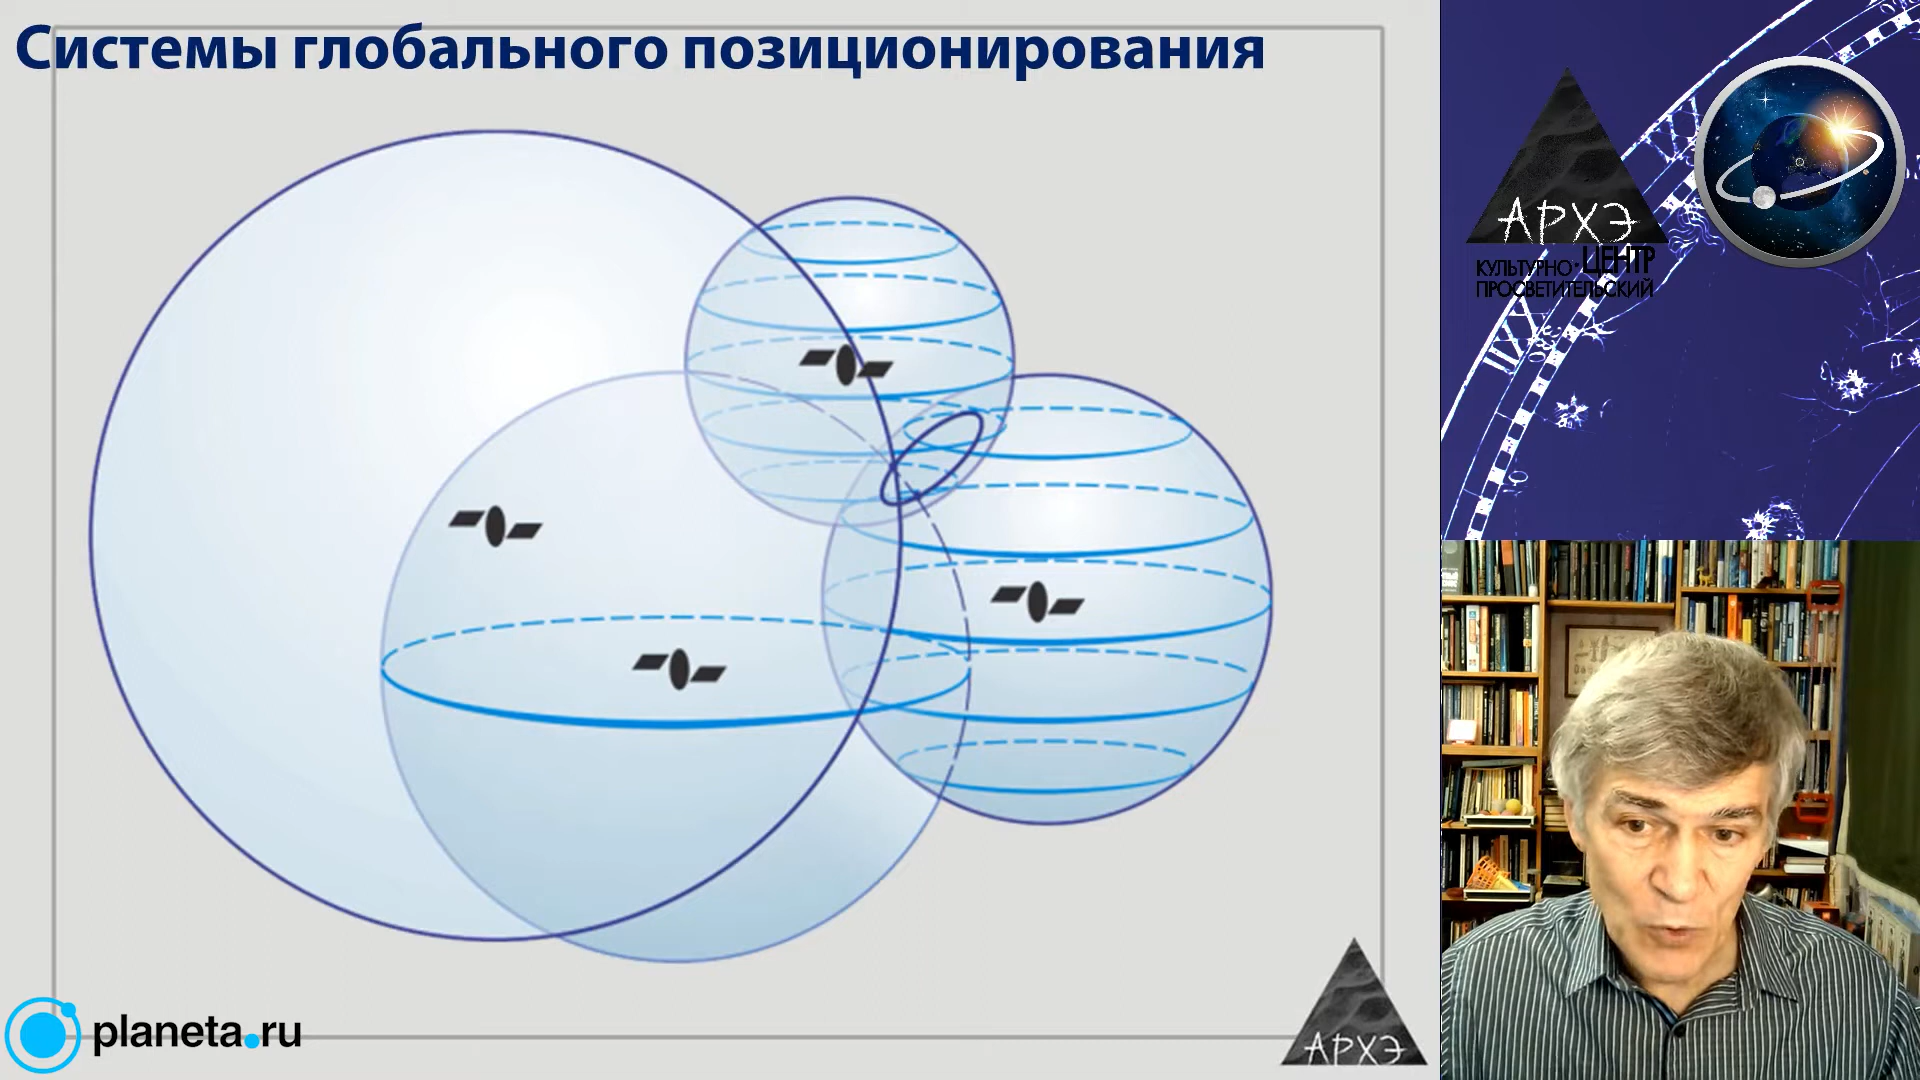 Системы глобального позиционирования
АРХЭ
КУЛЬТУРНО-ЦЕНТР
ПРОСВЕТИТЕЛЬСКИЙ
planeta.ru
АРХЭ